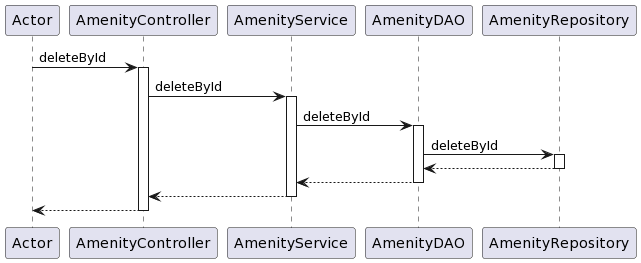 Actor AmenityController AmenityService AmenityDAO AmenityRepository
deleteById
deleteById
deleteById
deleteById
Actor AmenityController AmenityService AmenityDAO AmenityRepository